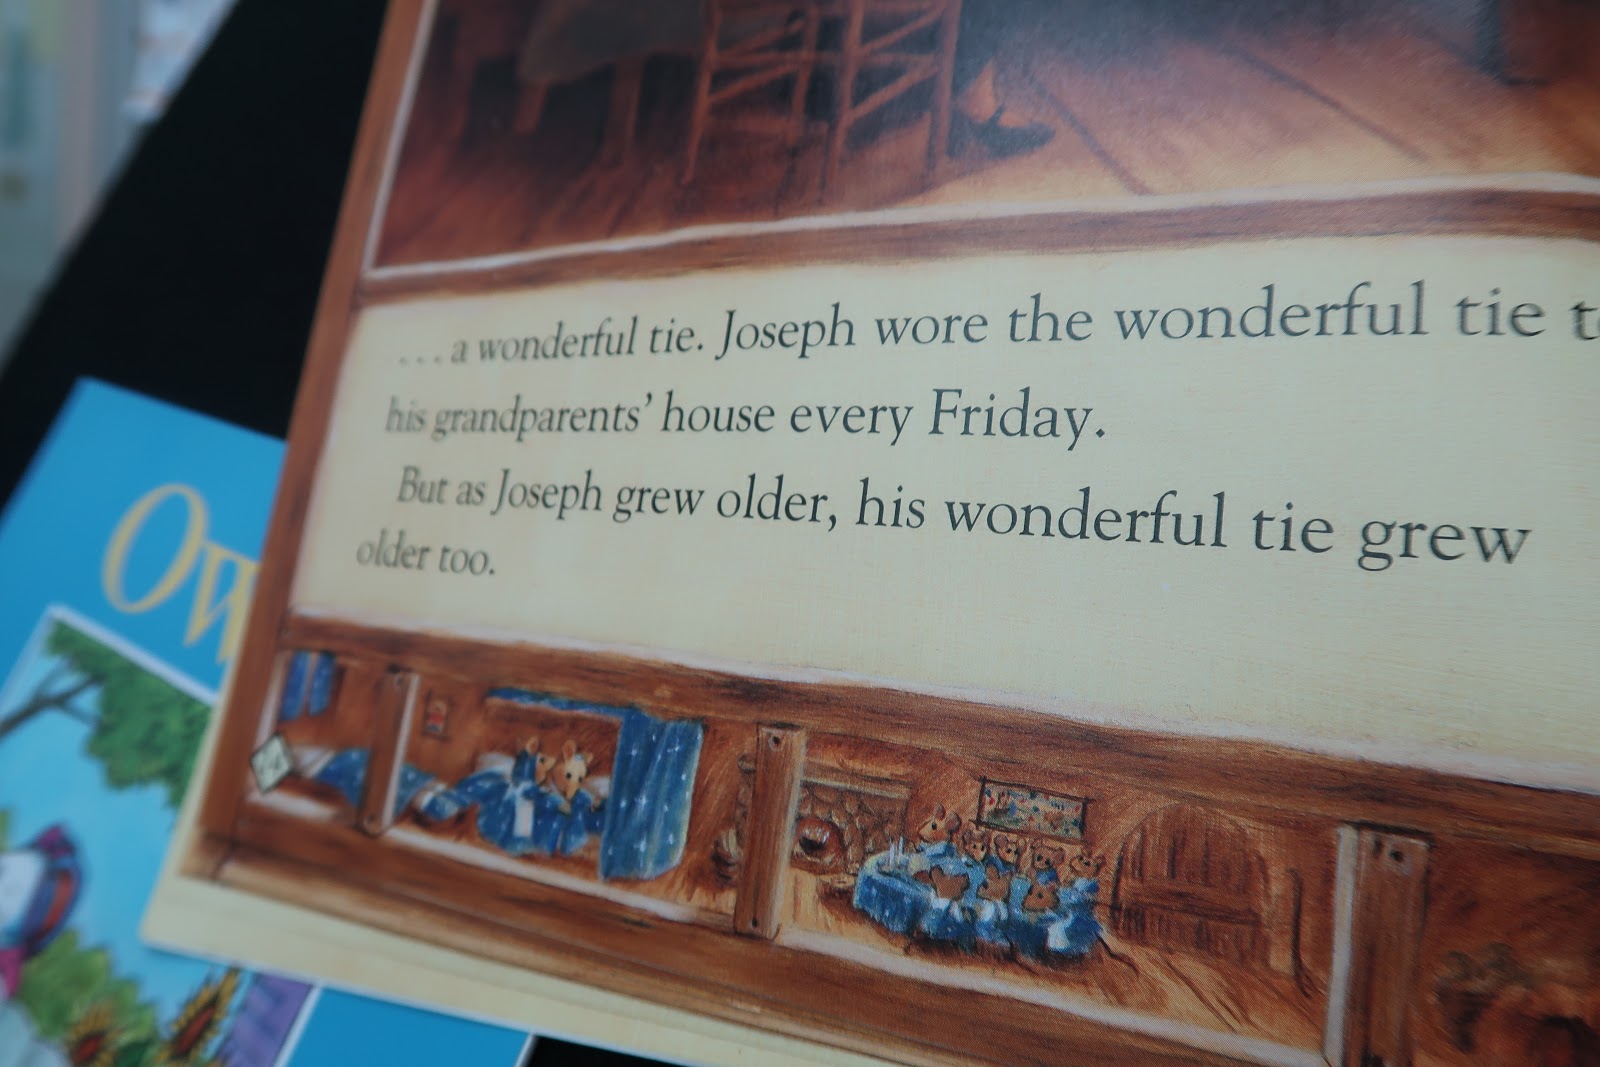 . . . a wonderful tie. Joseph wore the wonderful tie
his grandparents' house every Friday.
But as Joseph grew older, his wonderful tie grew
older too.
Ow